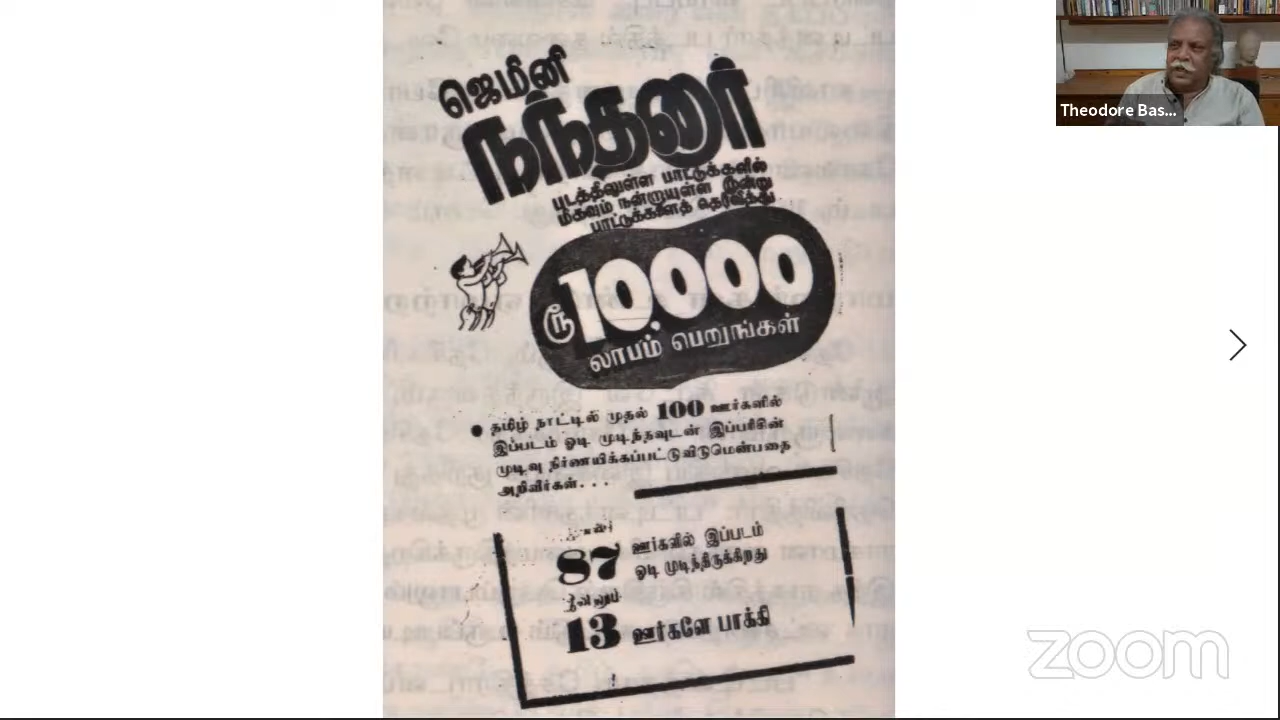 Theodore Bas...
ஜெமினி
நந்தனார்
படத்திலுள்ள பாட்டுக்களில்
மிகவும் நன்றாயுள்ள மூன்று
பாட்டுக்களைத் தெரிவித்து
ரூ 10,000
லாபம் பெறுங்கள்
தமிழ் நாட்டில் முதல் 100 ஊர்களில்
இப்படம் ஓடி முடிந்தவுடன் இப்பரிசின்
முடிவு நிர்ணயிக்கப்பட்டுவிடுமென்பதை
அறிவீர்கள்...
87 ஊர்களில் இப்படம்
ஓடி முடிந்திருக்கிறது
இன்னும்
13 ஊர்களே பாக்கி
zoom